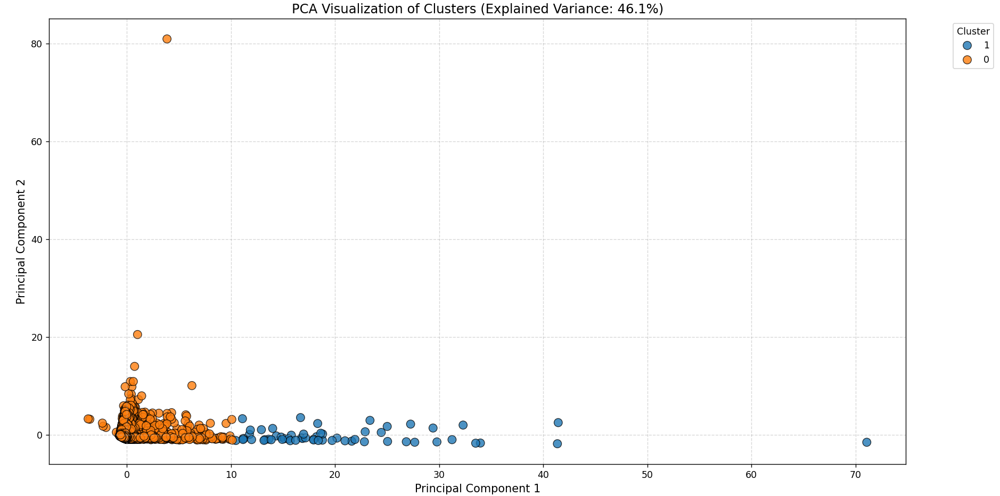 PCA Visualization of Clusters (Explained Variance: 46.1%)
Cluster
1
0
80
60
40
20
0
Principal Component 2
0 10 20 30 40 50 60 70
Principal Component 1